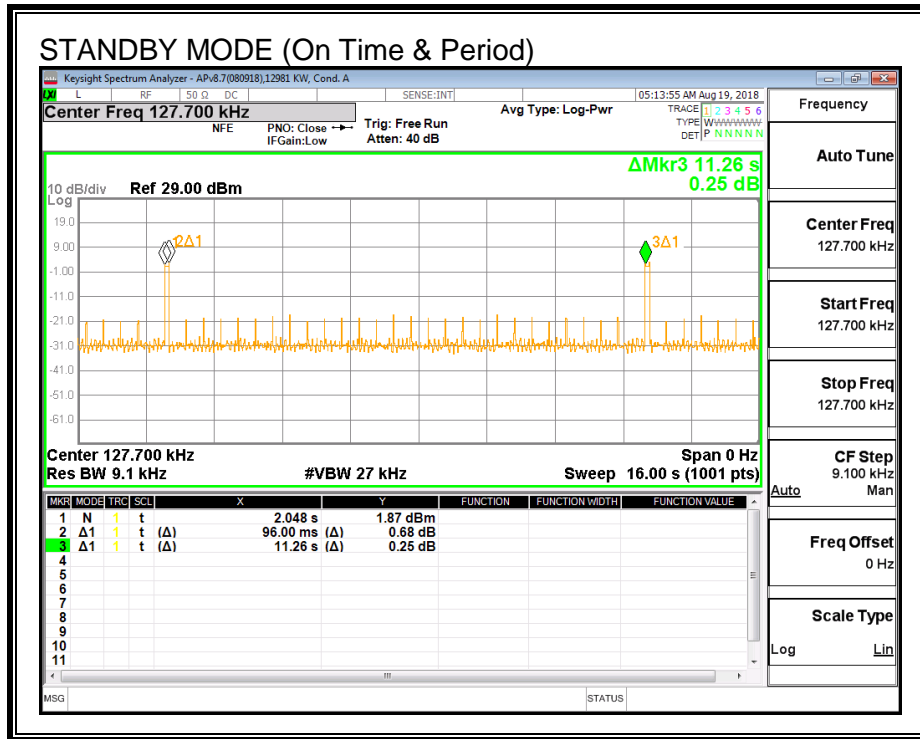 STANDBY MODE (On Time & Period)
Keysight Spectrum Analyzer - APv8.7(080918),12981 KW, Cond. A
LXI L RF 50 Ω DC SENSE:INT 05:13:55 AM Aug 19, 2018
Center Freq 127.700 kHz
NFE
PNO: Close
IFGain:Low
Trig: Free Run
Atten: 40 dB
Avg Type: Log-Pwr
TRACE 1 2 3 4 5 6
TYPE WWWWWWW
DET P N N N N N
ΔMkr3 11.26 s
0.25 dB
10 dB/div Ref 29.00 dBm
Log
19.0
9.00
-1.00
-11.0
-21.0
-31.0
-41.0
-51.0
-61.0
2Δ1
3Δ1
Center 127.700 kHz Span 0 Hz
Res BW 9.1 kHz #VBW 27 kHz Sweep 16.00 s (1001 pts)
MKR MODE TRC SCL X Y FUNCTION FUNCTION WIDTH FUNCTION VALUE
1 N 1 t 2.048 s 1.87 dBm
2 Δ1 1 t (Δ) 96.00 ms (Δ) 0.68 dB
3 Δ1 1 t (Δ) 11.26 s (Δ) 0.25 dB
4
5
6
7
8
9
10
11
MSG STATUS
Frequency
Auto Tune
Center Freq
127.700 kHz
Start Freq
127.700 kHz
Stop Freq
127.700 kHz
CF Step
9.100 kHz
Auto Man
Freq Offset
0 Hz
Scale Type
Log Lin